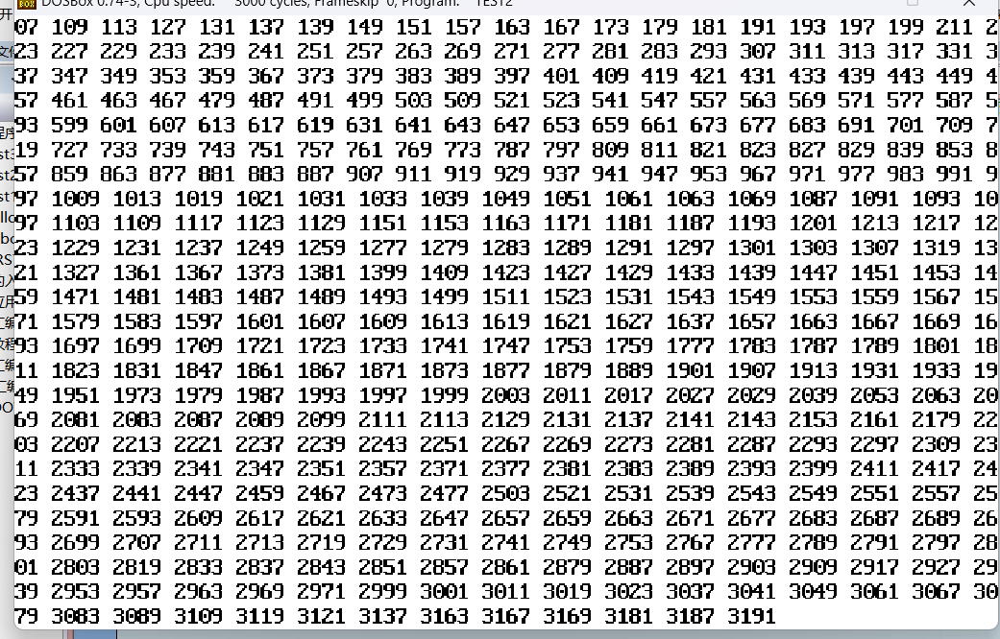 DOSBox 0.74-3, Cpu speed: 3000 cycles, Frameskip 0, Program: TEST2
07 109 113 127 131 137 139 149 151 157 163 167 173 179 181 191 193 197 199 211 2
23 227 229 233 239 241 251 257 263 269 271 277 281 283 293 307 311 313 317 331 3
37 347 349 353 359 367 373 379 383 389 397 401 409 419 421 431 433 439 443 449 4
57 461 463 467 479 487 491 499 503 509 521 523 541 547 557 563 569 571 577 587 5
93 599 601 607 613 617 619 631 641 643 647 653 659 661 673 677 683 691 701 709 7
19 727 733 739 743 751 757 761 769 773 787 797 809 811 821 823 827 829 839 853 8
57 859 863 877 881 883 887 907 911 919 929 937 941 947 953 967 971 977 983 991 9
97 1009 1013 1019 1021 1031 1033 1039 1049 1051 1061 1063 1069 1087 1091 1093 10
97 1103 1109 1117 1123 1129 1151 1153 1163 1171 1181 1187 1193 1201 1213 1217 12
23 1229 1231 1237 1249 1259 1277 1279 1283 1289 1291 1297 1301 1303 1307 1319 13
21 1327 1361 1367 1373 1381 1399 1409 1423 1427 1429 1433 1439 1447 1451 1453 14
59 1471 1481 1483 1487 1489 1493 1499 1511 1523 1531 1543 1549 1553 1559 1567 15
71 1579 1583 1597 1601 1607 1609 1613 1619 1621 1627 1637 1657 1663 1667 1669 16
93 1697 1699 1709 1721 1723 1733 1741 1747 1753 1759 1777 1783 1787 1789 1801 18
11 1823 1831 1847 1861 1867 1871 1873 1877 1879 1889 1901 1907 1913 1931 1933 19
49 1951 1973 1979 1987 1993 1997 1999 2003 2011 2017 2027 2029 2039 2053 2063 20
69 2081 2083 2087 2089 2099 2111 2113 2129 2131 2137 2141 2143 2153 2161 2179 22
03 2207 2213 2221 2237 2239 2243 2251 2267 2269 2273 2281 2287 2293 2297 2309 23
11 2333 2339 2341 2347 2351 2357 2371 2377 2381 2383 2389 2393 2399 2411 2417 24
23 2437 2441 2447 2459 2467 2473 2477 2503 2521 2531 2539 2543 2549 2551 2557 25
79 2591 2593 2609 2617 2621 2633 2647 2657 2659 2663 2671 2677 2683 2687 2689 26
93 2699 2707 2711 2713 2719 2729 2731 2741 2749 2753 2767 2777 2789 2791 2797 28
01 2803 2819 2833 2837 2843 2851 2857 2861 2879 2887 2897 2903 2909 2917 2927 29
39 2953 2957 2963 2969 2971 2999 3001 3011 3019 3023 3037 3041 3049 3061 3067 30
79 3083 3089 3109 3119 3121 3137 3163 3167 3169 3181 3187 3191